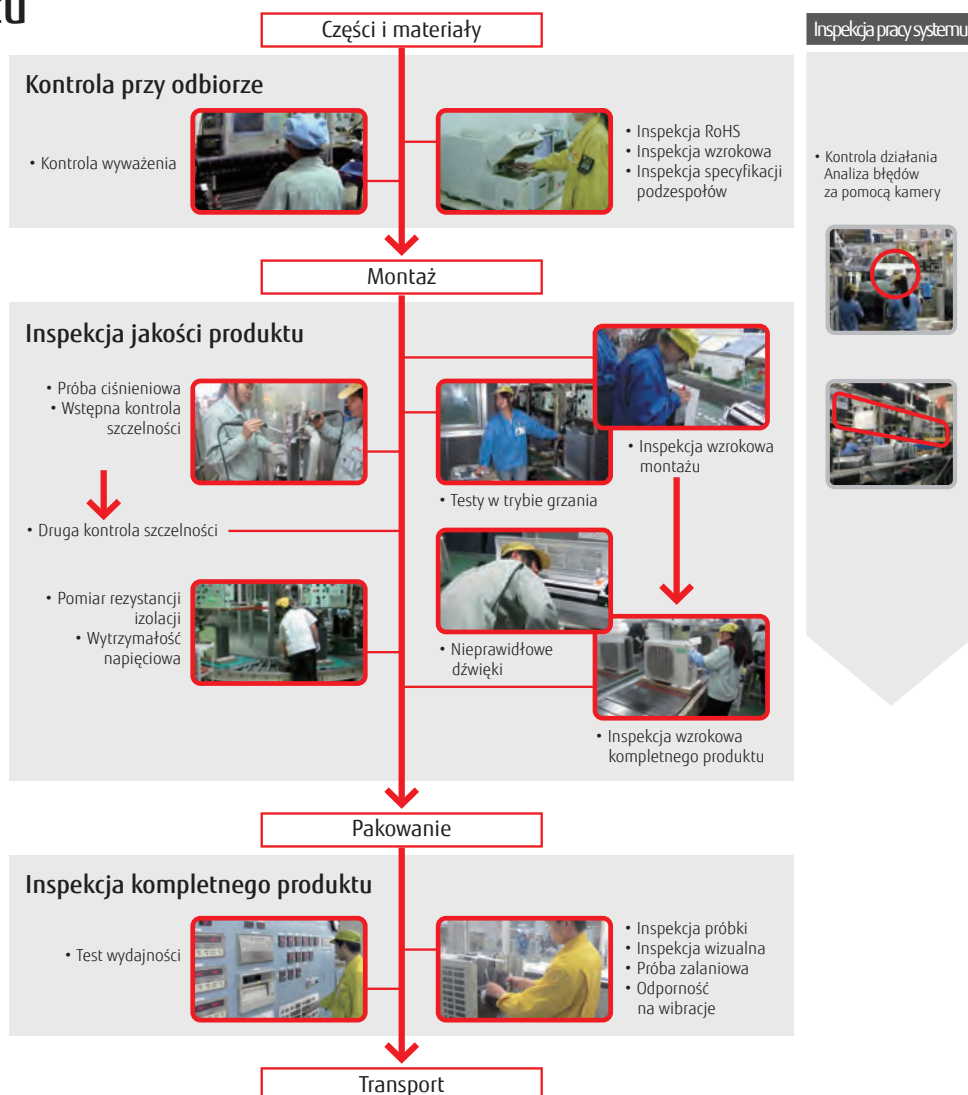 Części i materiały
Kontrola przy odbiorze
• Kontrola wyważenia
• Inspekcja RoHS
• Inspekcja wzrokowa
• Inspekcja specyfikacji
podzespołów
Montaż
Inspekcja jakości produktu
• Próba ciśnieniowa
• Wstępna kontrola
szczelności
• Druga kontrola szczelności
• Pomiar rezystancji
izolacji
• Wytrzymałość
napięciowa
• Testy w trybie grzania
• Inspekcja wzrokowa
montażu
• Nieprawidłowe
dźwięki
• Inspekcja wzrokowa
kompletnego produktu
Pakowanie
Inspekcja kompletnego produktu
• Test wydajności
• Inspekcja próbki
• Inspekcja wizualna
• Próba zalaniowa
• Odporność
na wibracje
Transport
Inspekcja pracy systemu
• Kontrola działania
Analiza błędów
za pomocą kamery